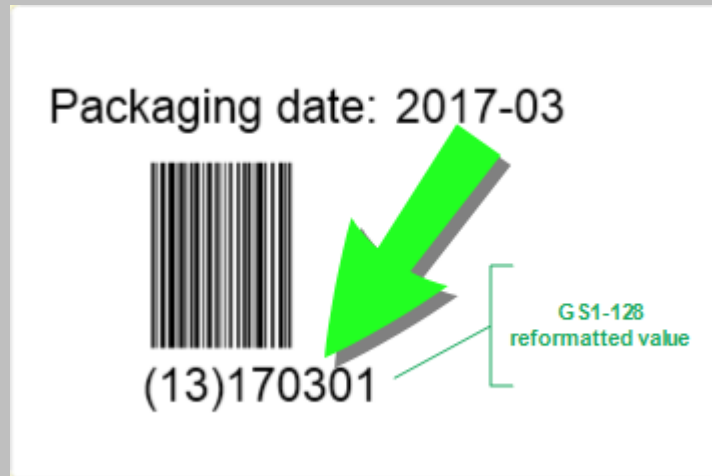 Packaging date: 2017-03
(13)170301
GS1-128
reformatted value